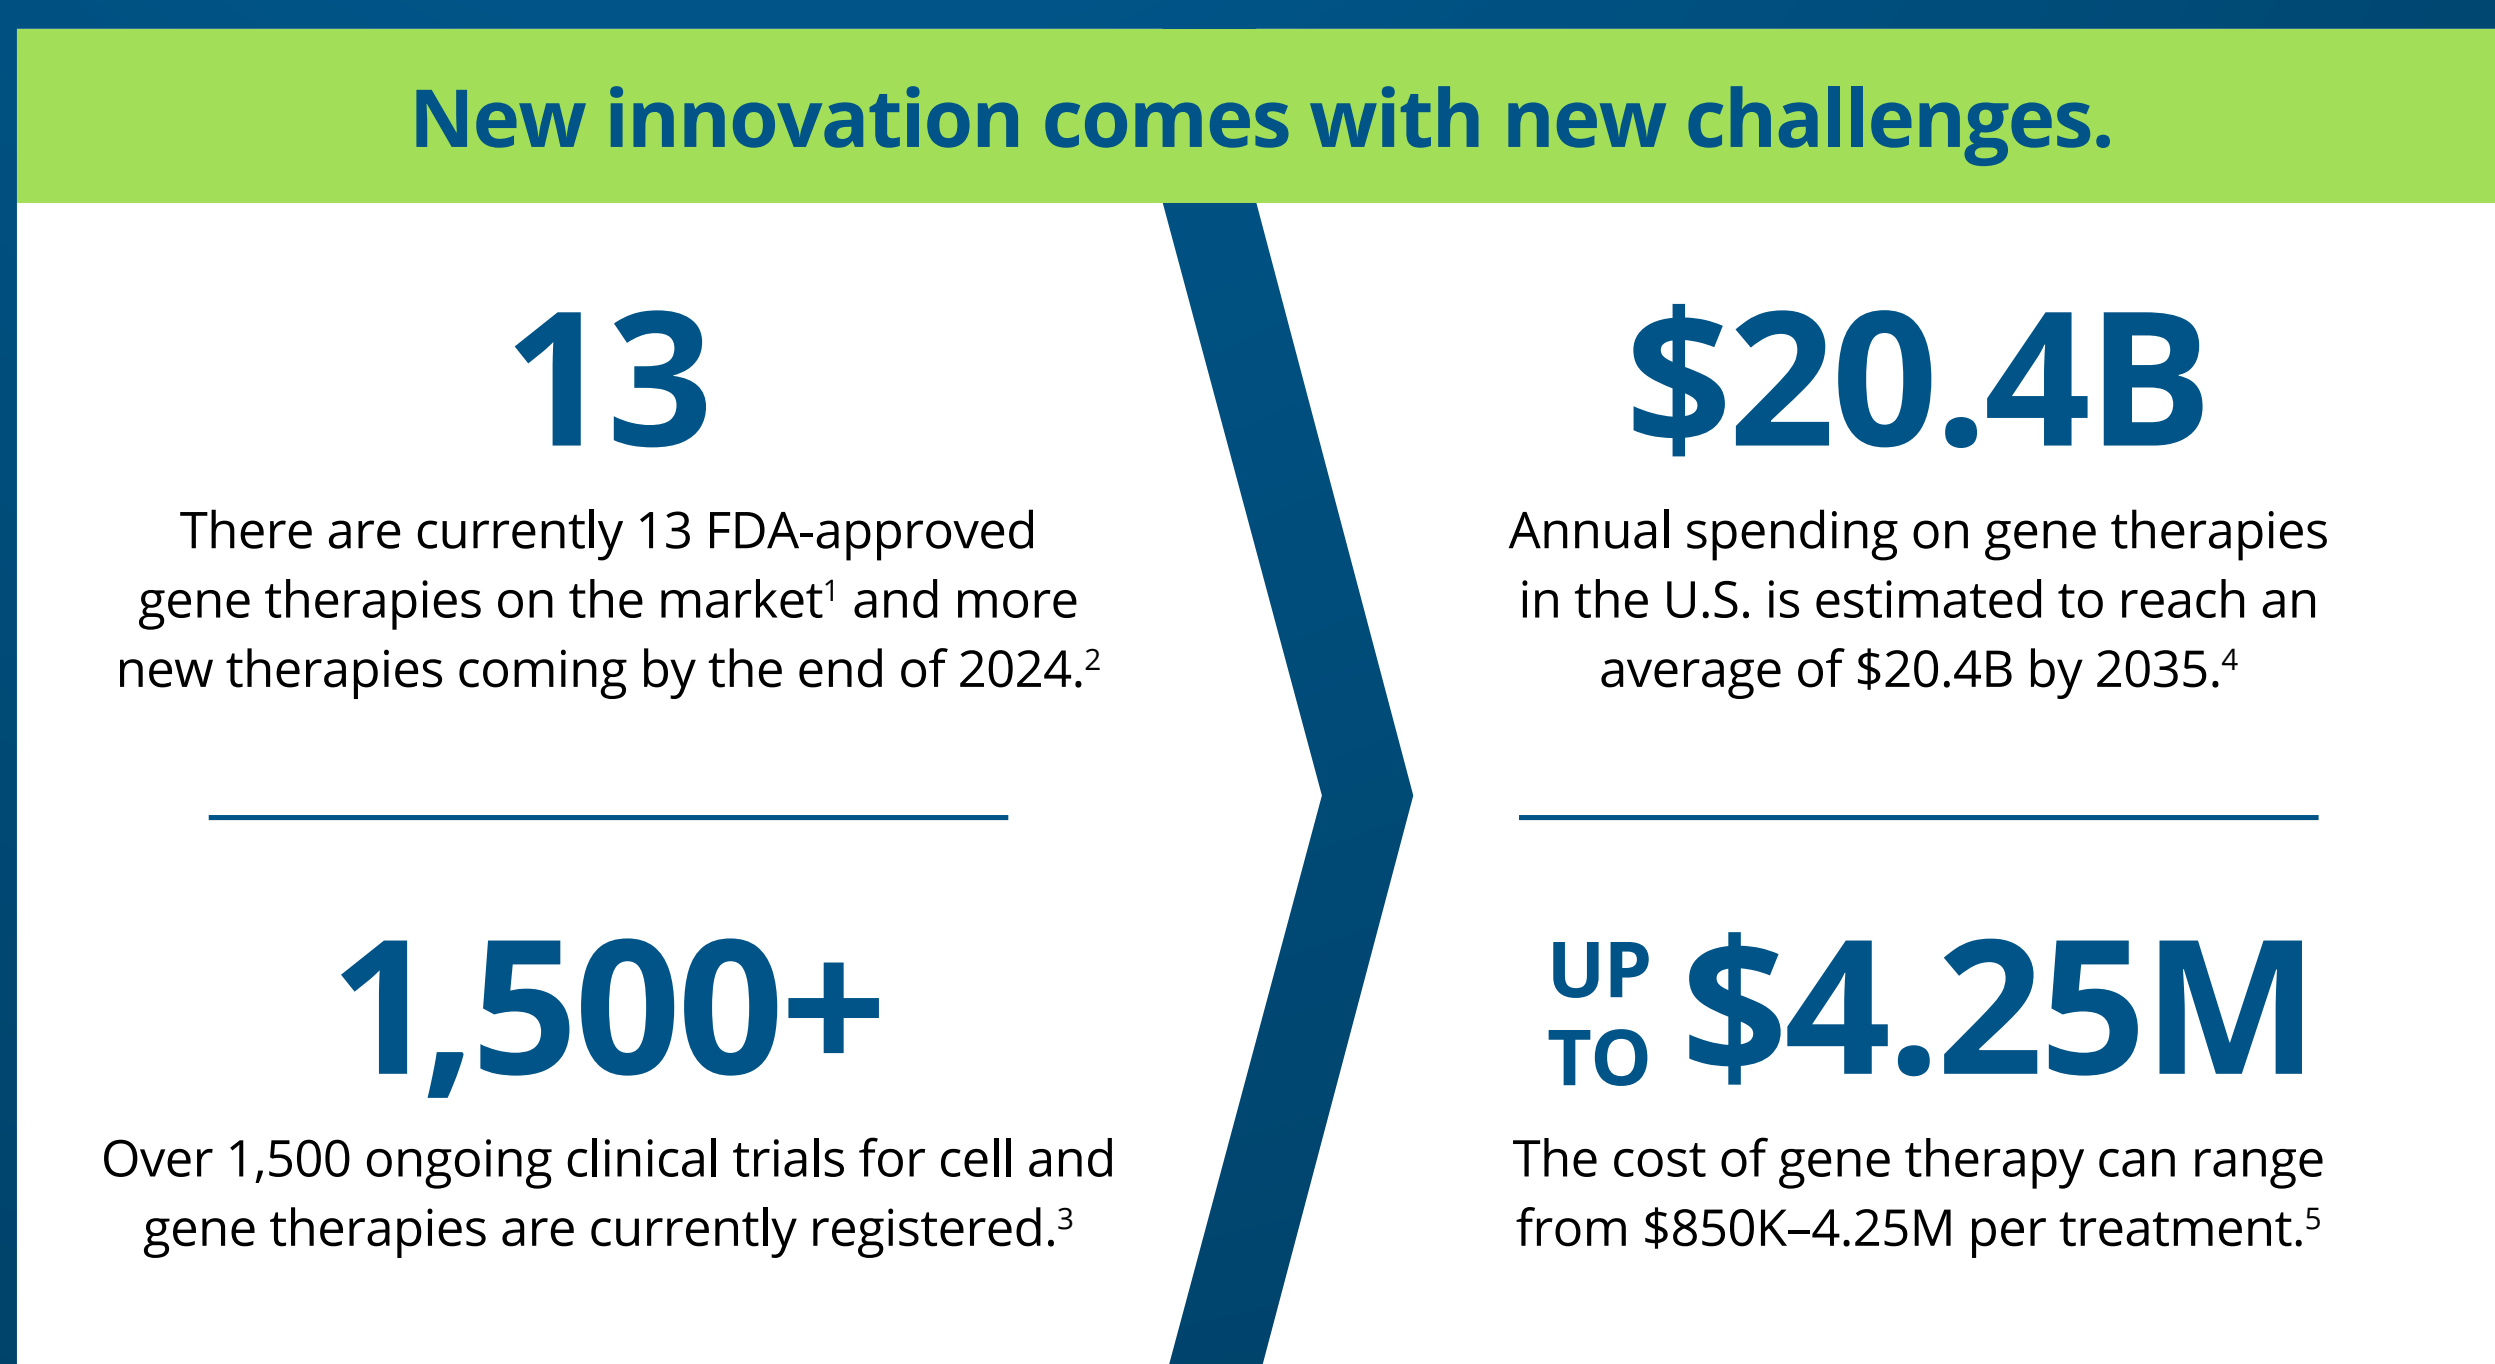 New innovation comes with new challenges.
13
There are currently 13 FDA-approved
gene therapies on the market¹ and more
new therapies coming by the end of 2024.²
1,500+
Over 1,500 ongoing clinical trials for cell and
gene therapies are currently registered.³
$20.4B
Annual spending on gene therapies
in the U.S. is estimated to reach an
average of $20.4B by 2035.⁴
UP TO $4.25M
The cost of gene therapy can range
from $850K–4.25M per treatment.⁵